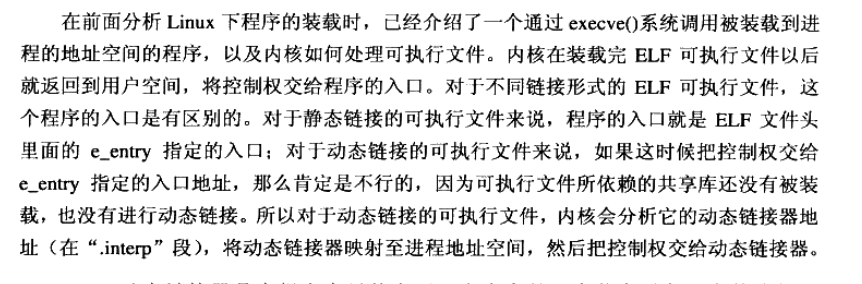 在前面分析 Linux 下程序的装载时，已经介绍了一个通过 execve()系统调用被装载到进
程的地址空间的程序，以及内核如何处理可执行文件。内核在装载完 ELF 可执行文件以后
就返回到用户空间，将控制权交给程序的入口。对于不同链接形式的 ELF 可执行文件，这
个程序的入口是有区别的。对于静态链接的可执行文件来说，程序的入口就是 ELF 文件头
里面的 e_entry 指定的入口；对于动态链接的可执行文件来说，如果这时候把控制权交给
e_entry 指定的入口地址，那么肯定是不行的，因为可执行文件所依赖的共享库还没有被装
载，也没有进行动态链接。所以对于动态链接的可执行文件，内核会分析它的动态链接器地
址（在“.interp”段），将动态链接器映射至进程地址空间，然后把控制权交给动态链接器。